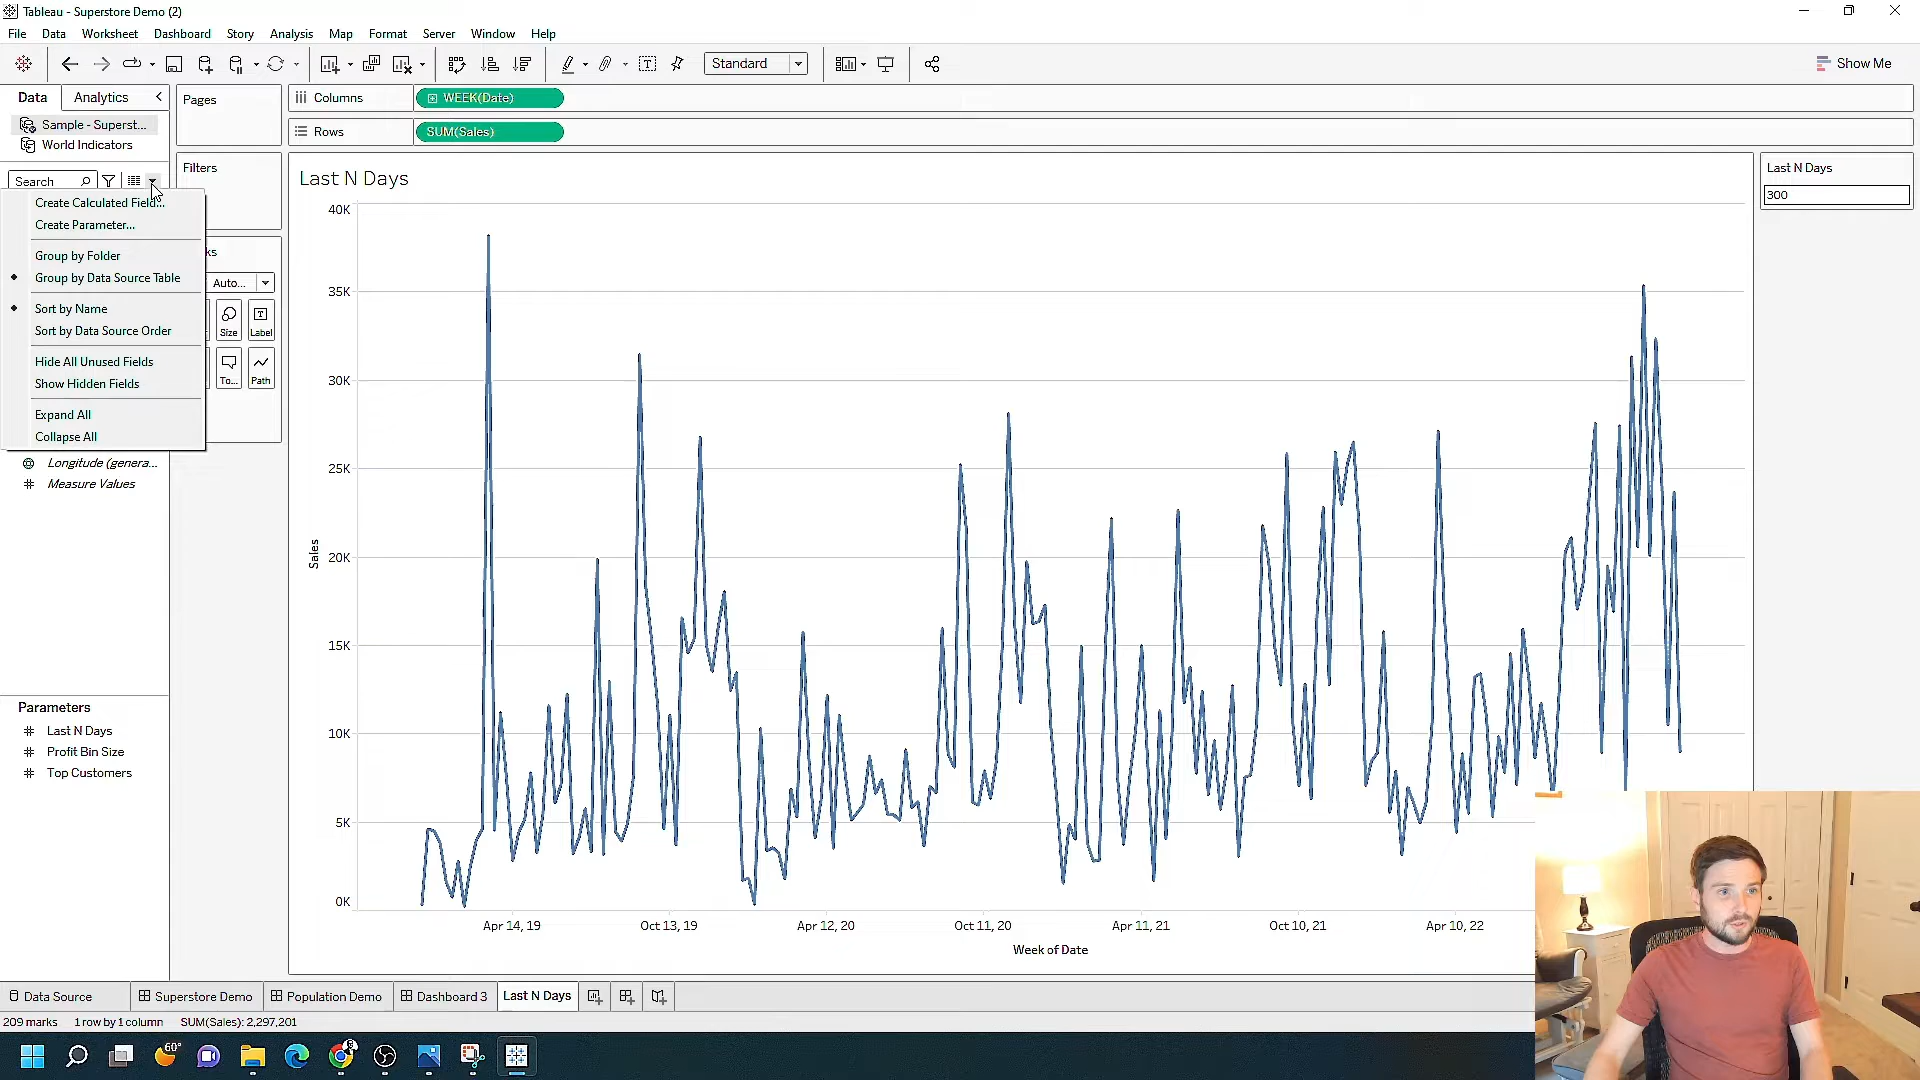 Tableau - Superstore Demo (2)
File Data Worksheet Dashboard Story Analysis Map Format Server Window Help
Standard
Show Me
Data Analytics
Pages
Columns
WEEK(Date)
Sample - Superst...
World Indicators
Rows
SUM(Sales)
Filters
Search
Last N Days
Last N Days
300
Create Calculated Field...
Create Parameter...
Group by Folder
Group by Data Source Table
Sort by Name
Sort by Data Source Order
Hide All Unused Fields
Show Hidden Fields
Expand All
Collapse All
ks
Auto...
Size
Label
To...
Path
Longitude (genera...
Measure Values
Parameters
Last N Days
Profit Bin Size
Top Customers
40K
35K
30K
25K
20K
15K
10K
5K
0K
Sales
Apr 14, 19
Oct 13, 19
Apr 12, 20
Oct 11, 20
Apr 11, 21
Oct 10, 21
Apr 10, 22
Week of Date
Data Source
Superstore Demo
Population Demo
Dashboard 3
Last N Days
209 marks
1 row by 1 column
SUM(Sales): 2,297,201
60°